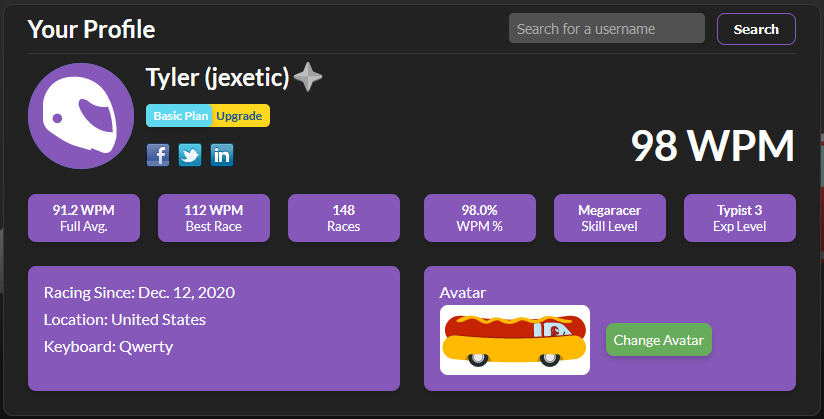 Your Profile
Search for a username
Search
Tyler (jexetic)
Basic Plan Upgrade
98 WPM
91.2 WPM
Full Avg.
112 WPM
Best Race
148
Races
98.0%
WPM %
Megaracer
Skill Level
Typist 3
Exp Level
Racing Since: Dec. 12, 2020
Location: United States
Keyboard: Qwerty
Avatar
Change Avatar